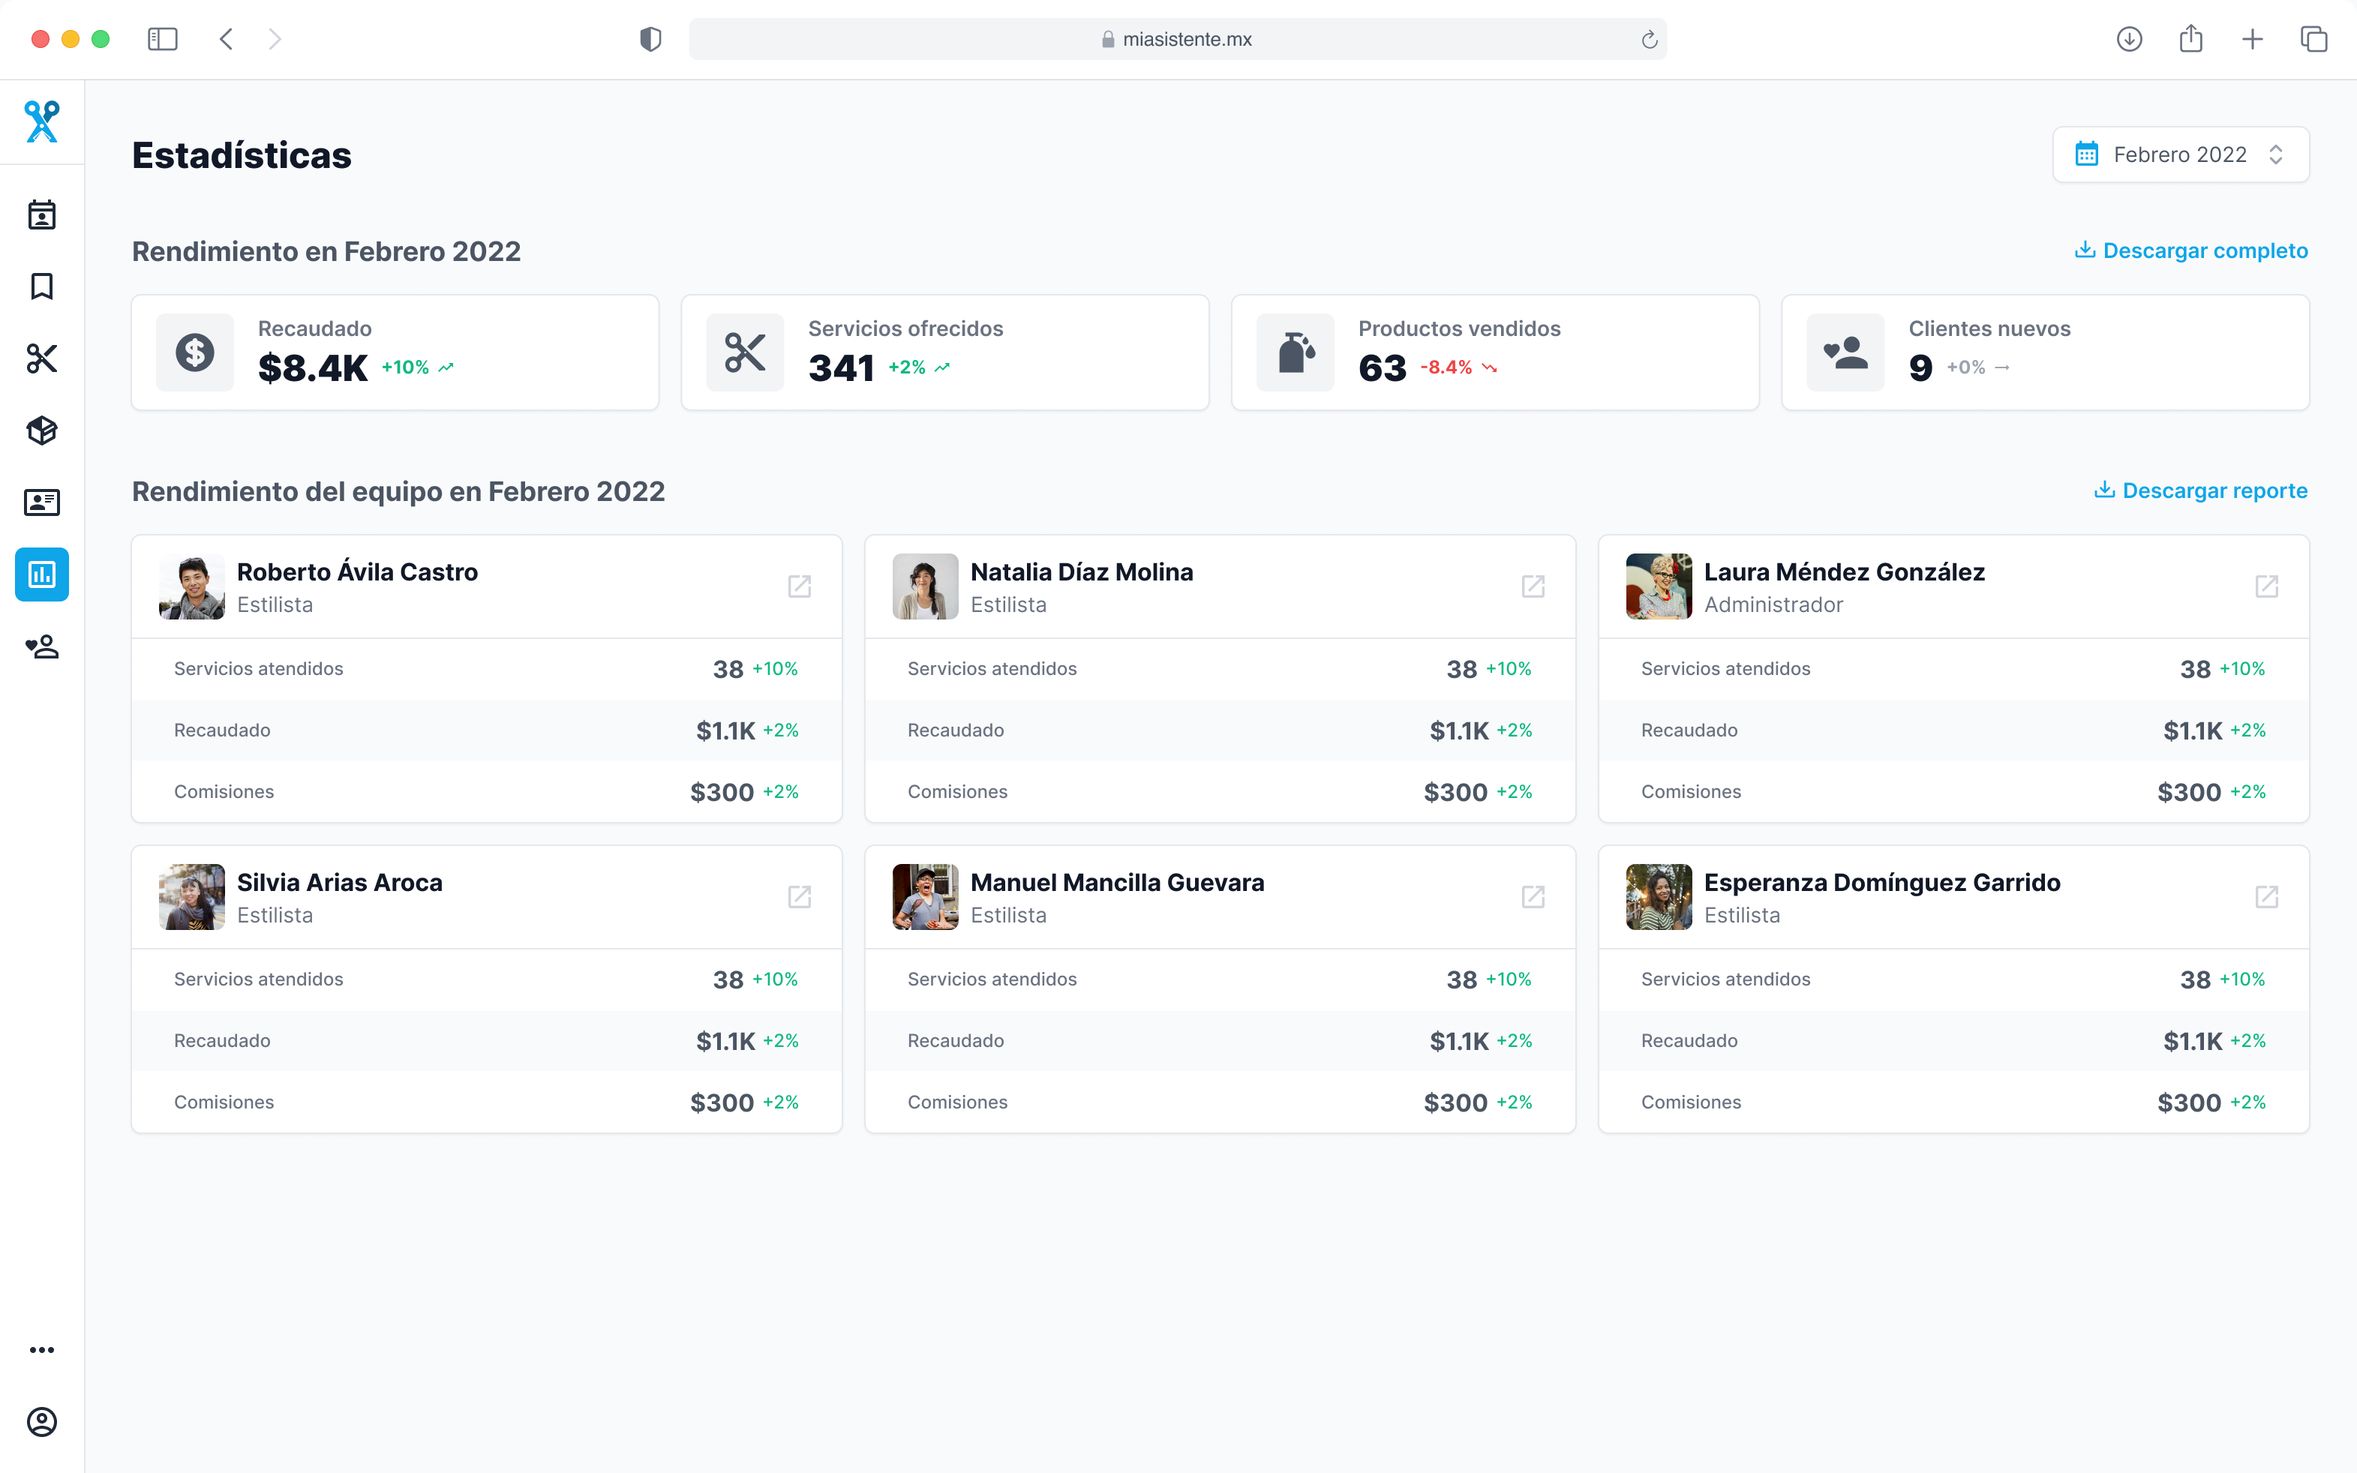 miasistente.mx
Estadísticas
Febrero 2022
Rendimiento en Febrero 2022
Descargar completo
Recaudado
$8.4K +10%
Servicios ofrecidos
341 +2%
Productos vendidos
63 -8.4%
Clientes nuevos
9 +0%
Rendimiento del equipo en Febrero 2022
Descargar reporte
Roberto Ávila Castro
Estilista
Servicios atendidos 38 +10%
Recaudado $1.1K +2%
Comisiones $300 +2%
Natalia Díaz Molina
Estilista
Servicios atendidos 38 +10%
Recaudado $1.1K +2%
Comisiones $300 +2%
Laura Méndez González
Administrador
Servicios atendidos 38 +10%
Recaudado $1.1K +2%
Comisiones $300 +2%
Silvia Arias Aroca
Estilista
Servicios atendidos 38 +10%
Recaudado $1.1K +2%
Comisiones $300 +2%
Manuel Mancilla Guevara
Estilista
Servicios atendidos 38 +10%
Recaudado $1.1K +2%
Comisiones $300 +2%
Esperanza Domínguez Garrido
Estilista
Servicios atendidos 38 +10%
Recaudado $1.1K +2%
Comisiones $300 +2%